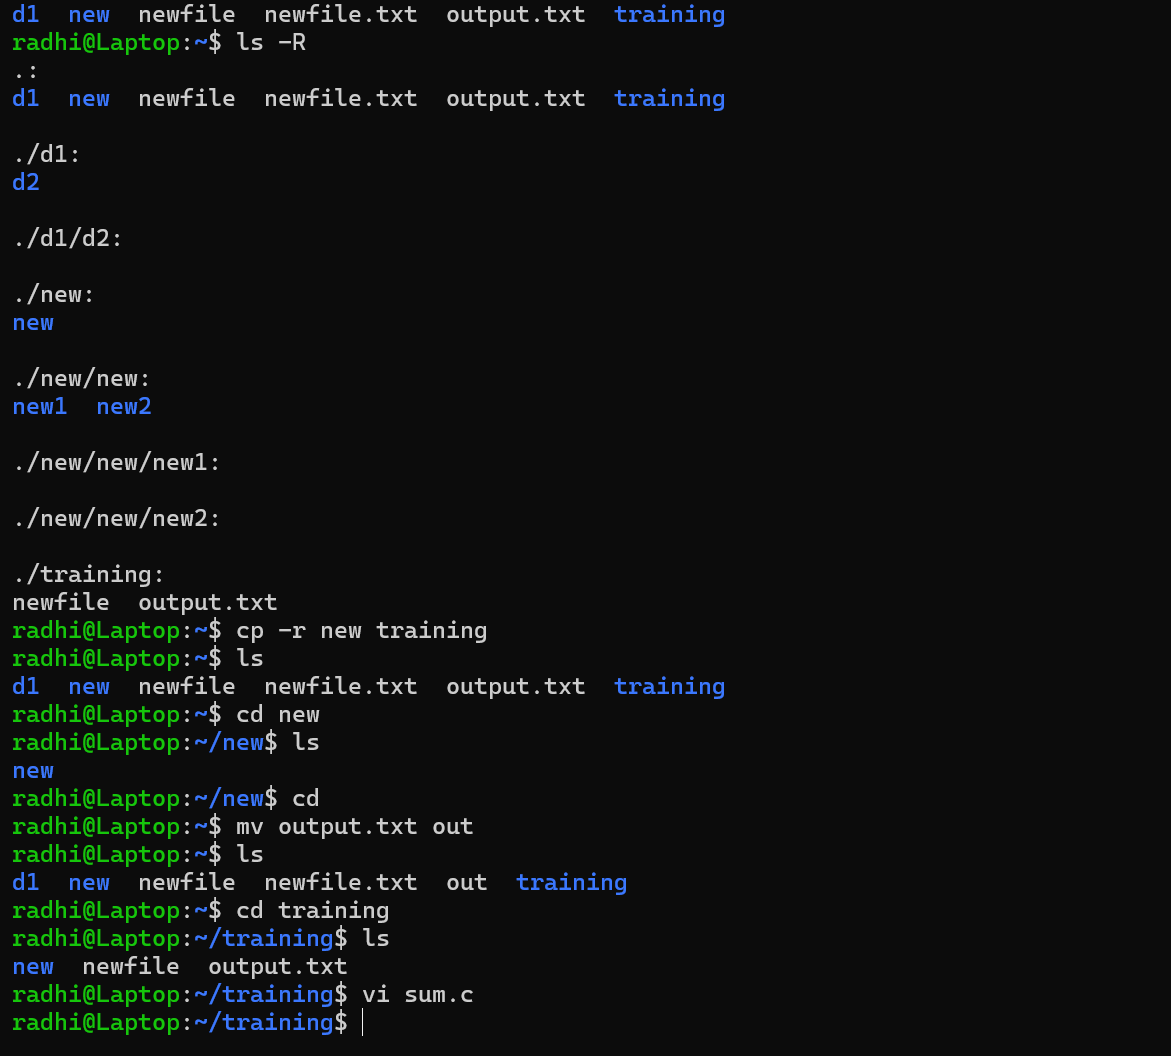 d1  new  newfile  newfile.txt  output.txt  training
radhi@Laptop:~$ ls -R
.:
d1  new  newfile  newfile.txt  output.txt  training
./d1:
d2
./d1/d2:
./new:
new
./new/new:
new1  new2
./new/new/new1:
./new/new/new2:
./training:
newfile  output.txt
radhi@Laptop:~$ cp -r new training
radhi@Laptop:~$ ls
d1  new  newfile  newfile.txt  output.txt  training
radhi@Laptop:~$ cd new
radhi@Laptop:~/new$ ls
new
radhi@Laptop:~/new$ cd
radhi@Laptop:~$ mv output.txt out
radhi@Laptop:~$ ls
d1  new  newfile  newfile.txt  out  training
radhi@Laptop:~$ cd training
radhi@Laptop:~/training$ ls
new  newfile  output.txt
radhi@Laptop:~/training$ vi sum.c
radhi@Laptop:~/training$